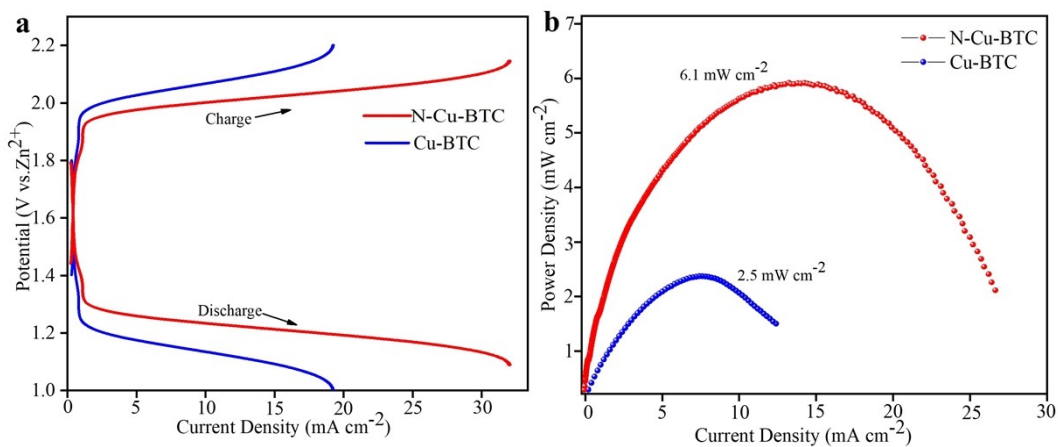 a
2.2
2.0
1.8
1.6
1.4
1.2
1.0
Potential (V vs.Zn²⁺)
Charge
N-Cu-BTC
Cu-BTC
Discharge
0 5 10 15 20 25 30
Current Density (mA cm⁻²)
b
7
6
5
4
3
2
1
Power Density (mW cm⁻²)
N-Cu-BTC
Cu-BTC
6.1 mW cm⁻²
2.5 mW cm⁻²
0 5 10 15 20 25 30
Current Density (mA cm⁻²)